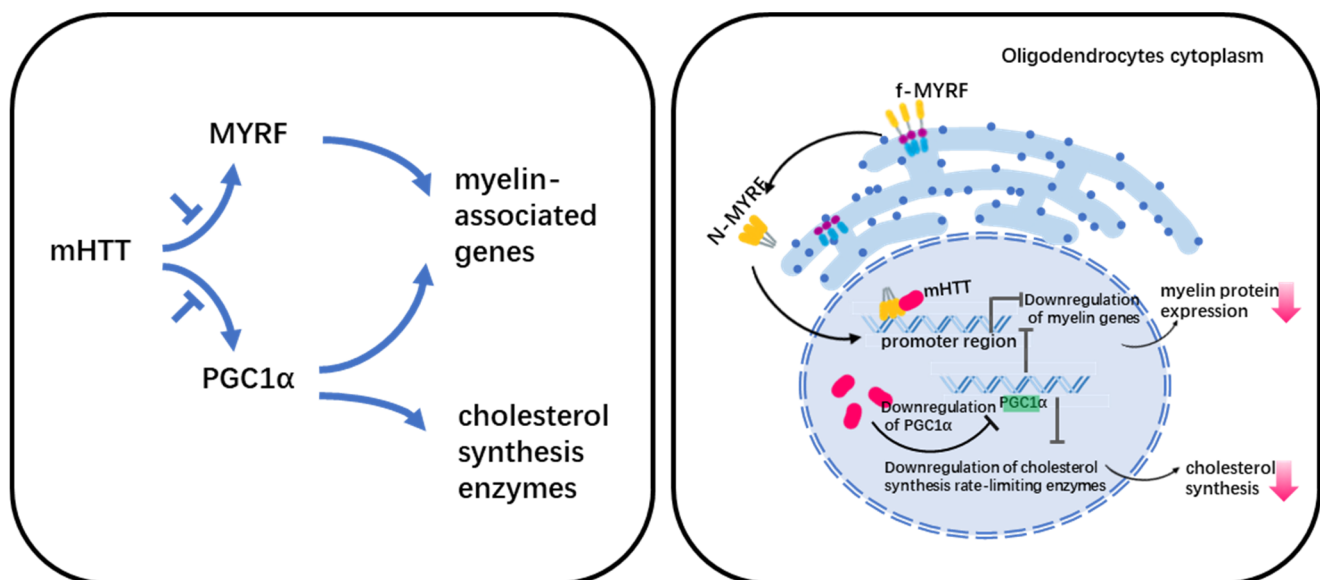 MYRF
mHTT
PGC1α
myelin-
associated
genes
cholesterol
synthesis
enzymes
Oligodendrocytes cytoplasm
f-MYRF
N-MYRF
mHTT
promoter region
Downregulation
of myelin genes
myelin protein
expression
PGC1α
Downregulation
of PGC1α
Downregulation of cholesterol
synthesis rate-limiting enzymes
cholesterol
synthesis